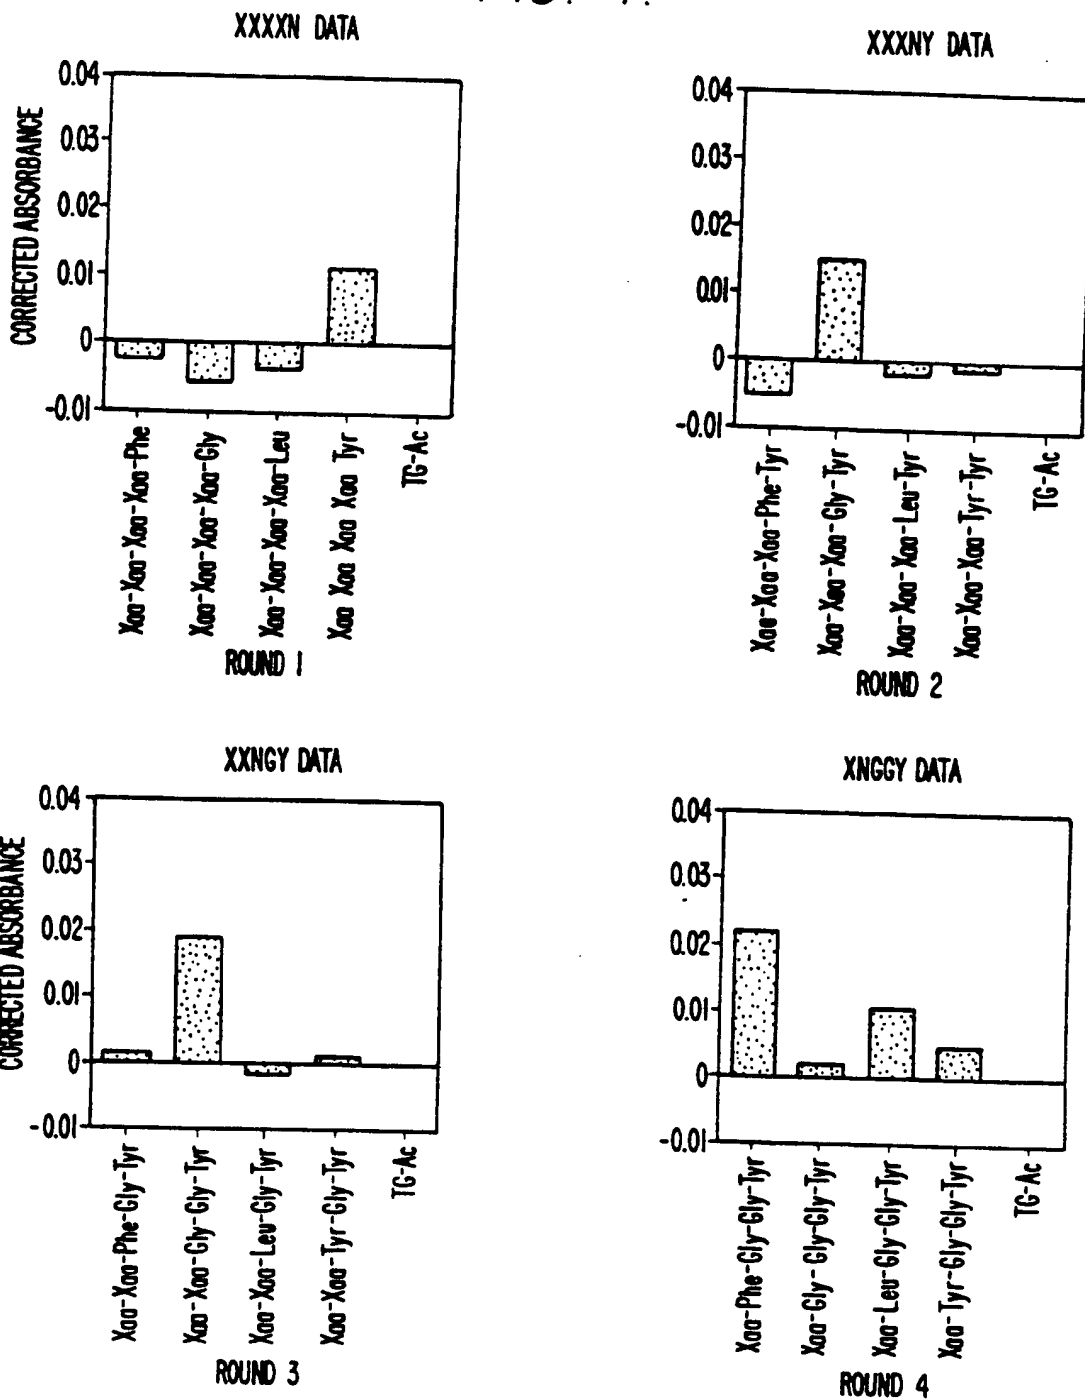 XXXXN DATA
CORRECTED ABSORBANCE
0.04
0.03
0.02
0.01
0
-0.01
Xaa-Xaa-Xaa-Xaa-Phe
Xaa-Xaa-Xaa-Xaa-Gly
Xaa-Xaa-Xaa-Xaa-Leu
Xaa Xaa Xaa Xaa Tyr
TG-Ac
ROUND 1
XXXNY DATA
0.04
0.03
0.02
0.01
0
-0.01
Xaa-Xaa-Xaa-Phe-Tyr
Xaa-Xaa-Xaa-Gly-Tyr
Xaa-Xaa-Xaa-Leu-Tyr
Xaa-Xaa-Xaa-Tyr-Tyr
TG-Ac
ROUND 2
XXNGY DATA
CORRECTED ABSORBANCE
0.04
0.03
0.02
0.01
0
-0.01
Xaa-Xaa-Phe-Gly-Tyr
Xaa-Xaa-Gly-Gly-Tyr
Xaa-Xaa-Leu-Gly-Tyr
Xaa-Xaa-Tyr-Gly-Tyr
TG-Ac
ROUND 3
XNGGY DATA
0.04
0.03
0.02
0.01
0
-0.01
Xaa-Phe-Gly-Gly-Tyr
Xaa-Gly-Gly-Gly-Tyr
Xaa-Leu-Gly-Gly-Tyr
Xaa-Tyr-Gly-Gly-Tyr
TG-Ac
ROUND 4